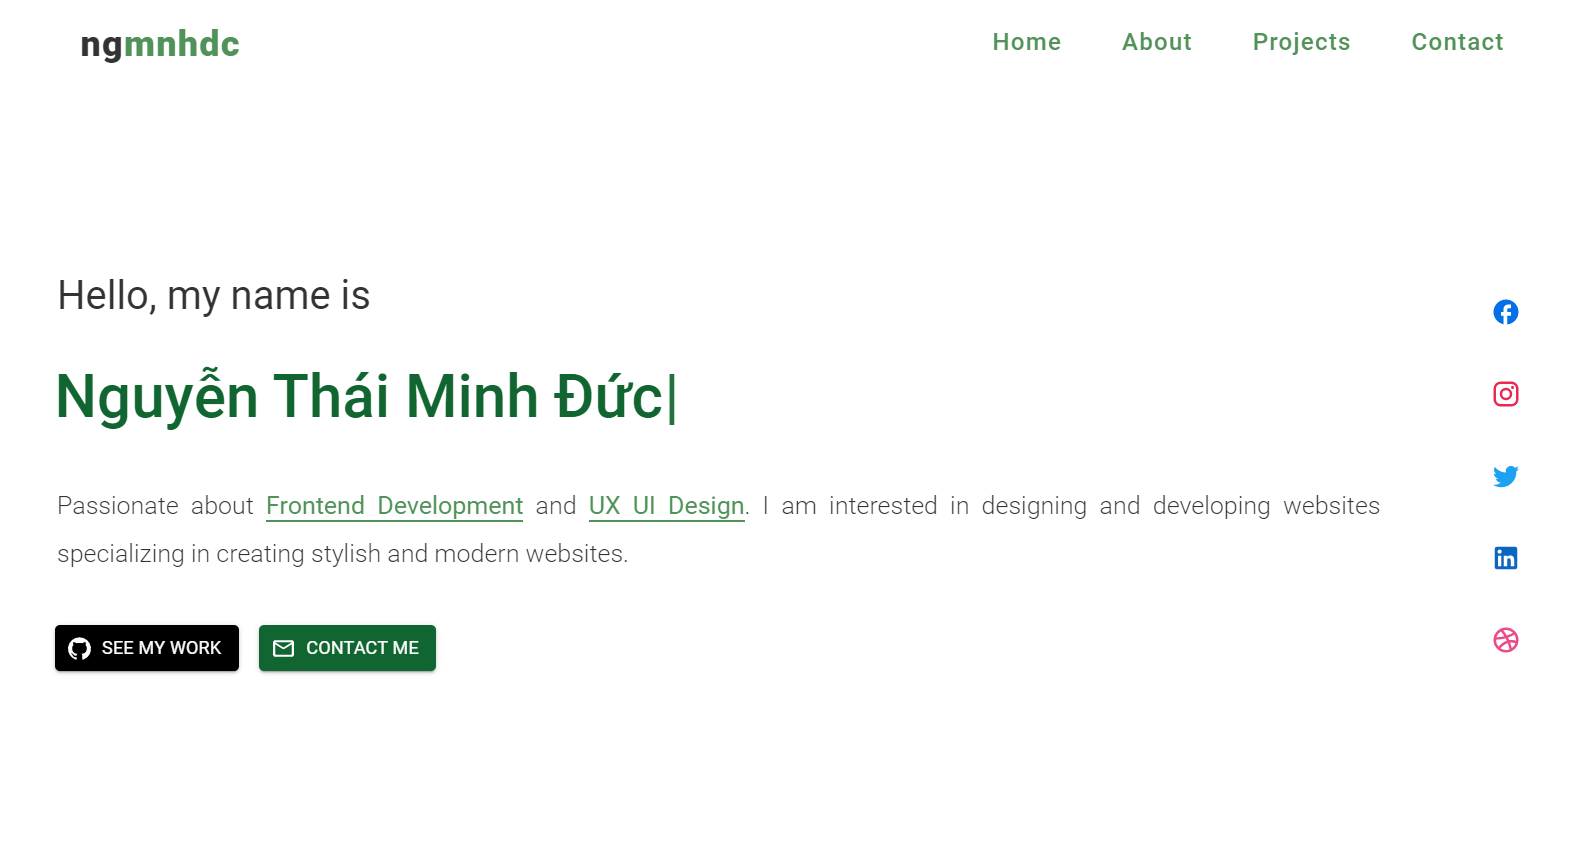 ngmnhdc
Home About Projects Contact
Hello, my name is
Nguyễn Thái Minh Đức|
Passionate about Frontend Development and UX UI Design. I am interested in designing and developing websites
specializing in creating stylish and modern websites.
SEE MY WORK CONTACT ME